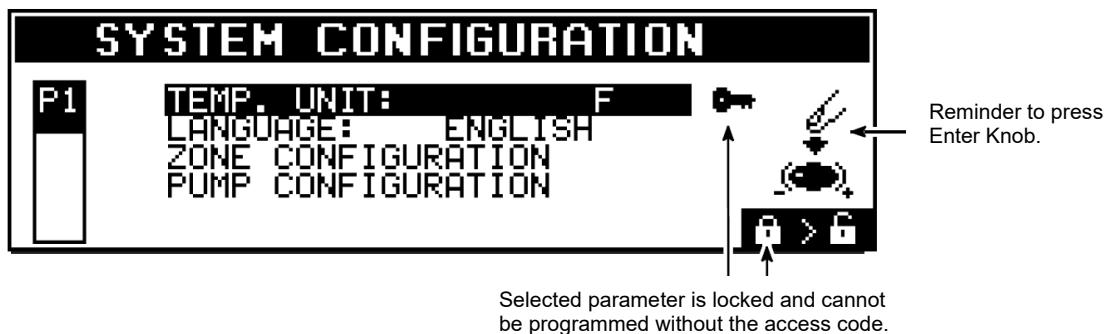 SYSTEM CONFIGURATION
P1
TEMP. UNIT: F
LANGUAGE: ENGLISH
ZONE CONFIGURATION
PUMP CONFIGURATION
- +
>
Reminder to press
Enter Knob.
Selected parameter is locked and cannot
be programmed without the access code.